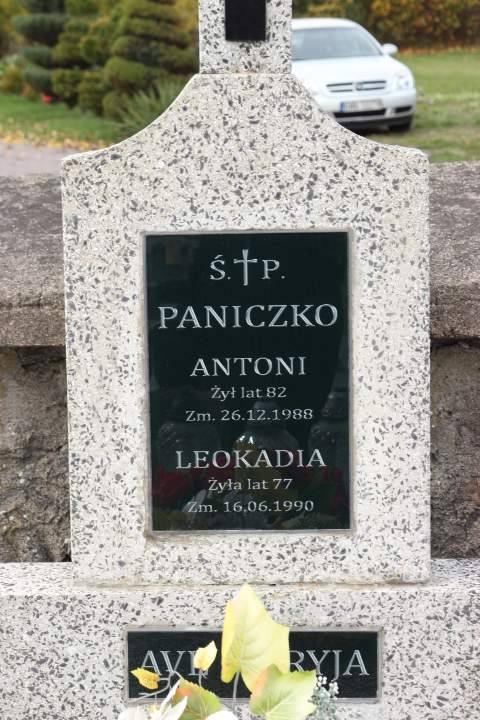 Ś. P.
PANICZKO
ANTONI
Żył lat 82
Zm. 26.12.1988
LEOKADIA
Żyła lat 77
Zm. 16.06.1990